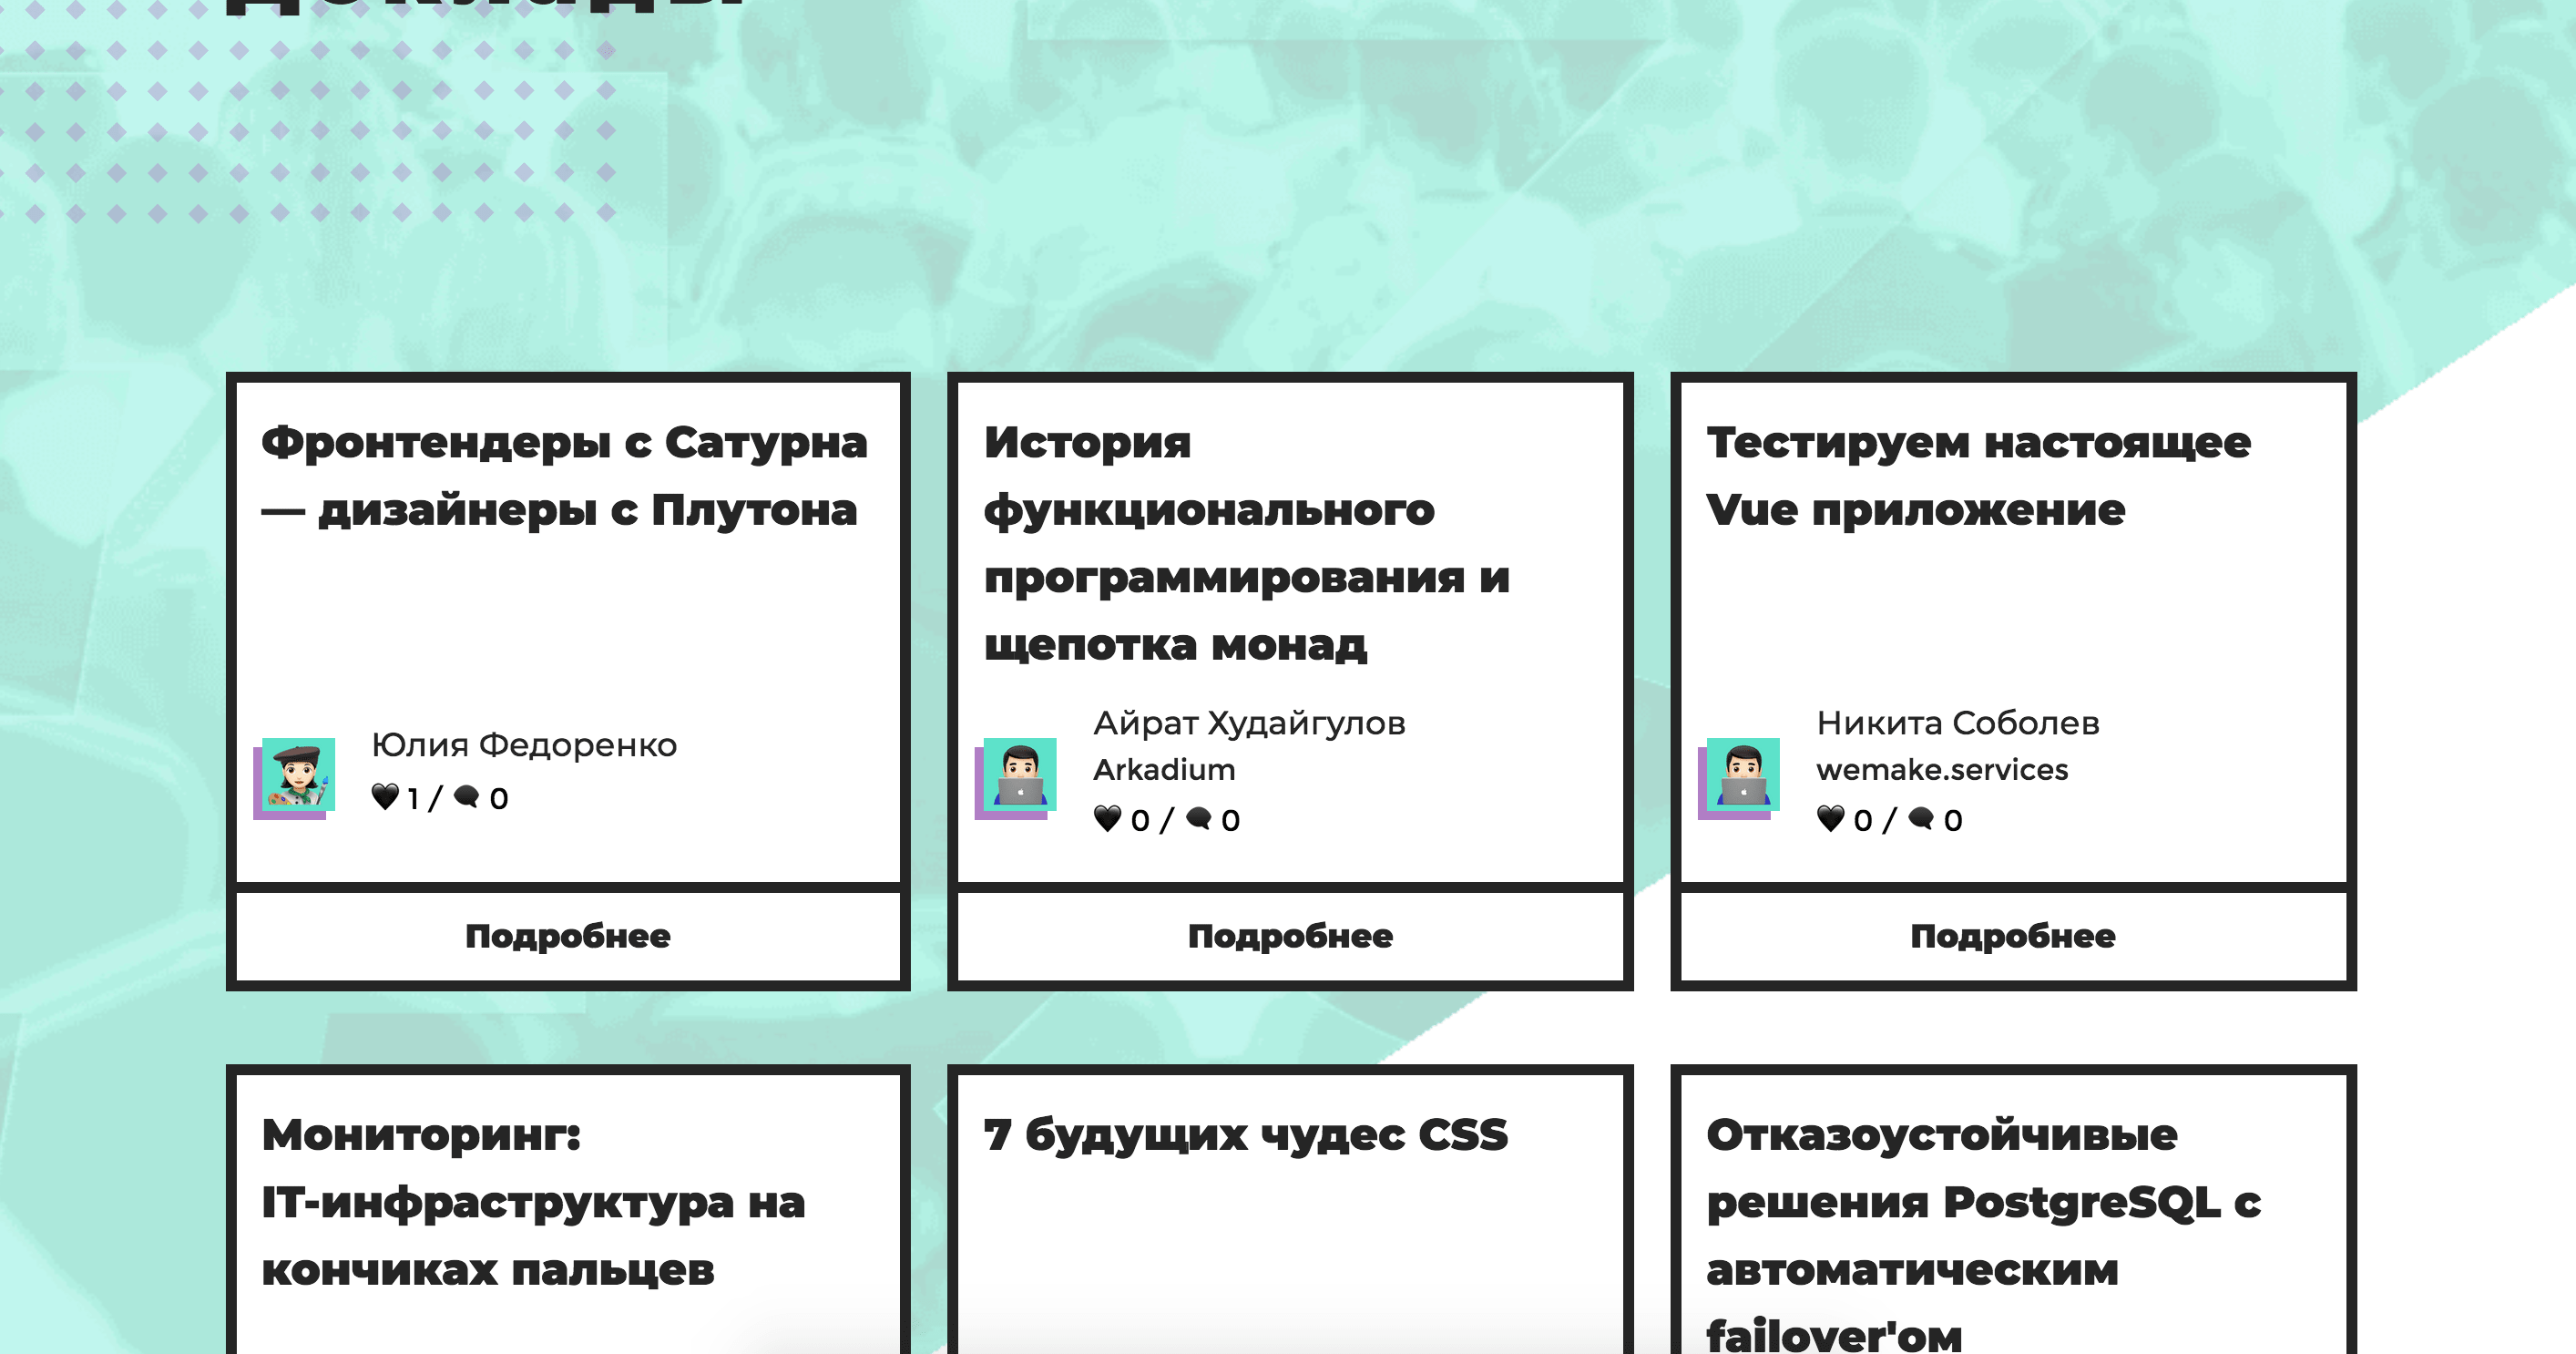 Доклады
Фронтендеры с Сатурна
— дизайнеры с Плутона
Юлия Федоренко
🖤 1 / 🗨 0
Подробнее
История
функционального
программирования и
щепотка монад
Айрат Худайгулов
Arkadium
🖤 0 / 🗨 0
Подробнее
Тестируем настоящее
Vue приложение
Никита Соболев
wemake.services
🖤 0 / 🗨 0
Подробнее
Мониторинг:
IT-инфраструктура на
кончиках пальцев
7 будущих чудес CSS
Отказоустойчивые
решения PostgreSQL с
автоматическим
failover'ом